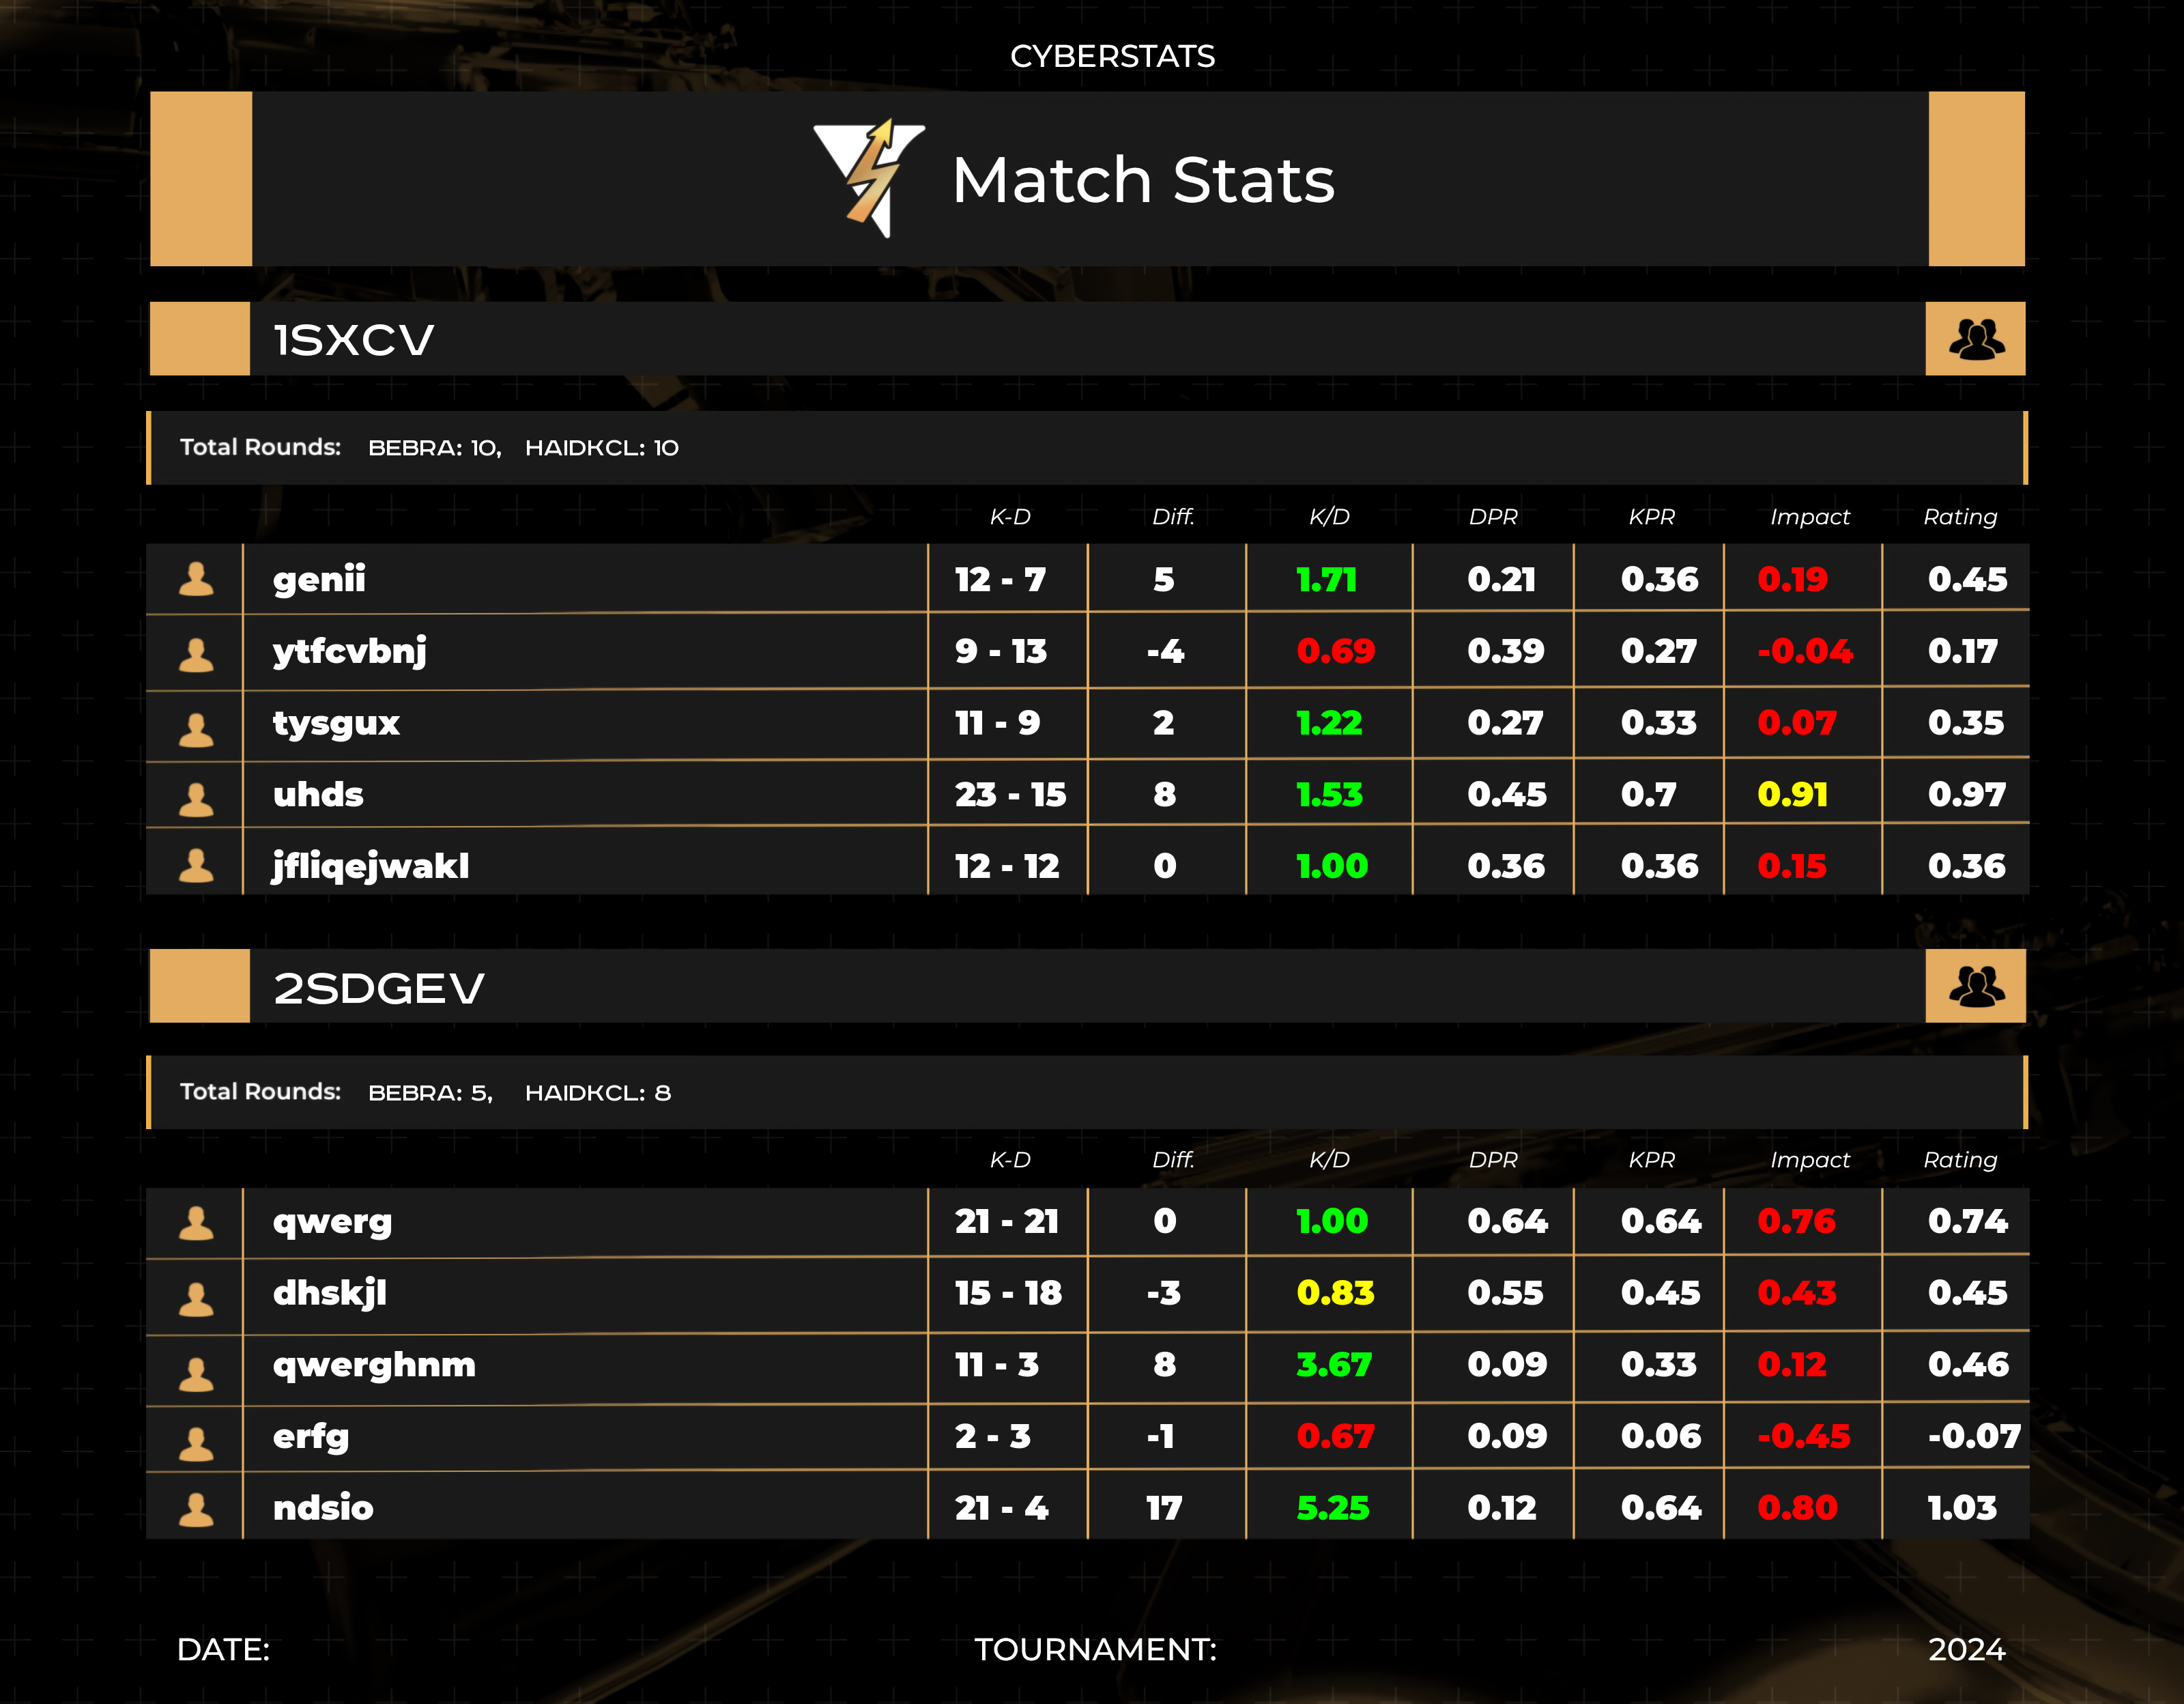 CYBERSTATS
Match Stats
1SXCV
Total Rounds: BEBRA: 10, HAIDKCL: 10
K-D Diff. K/D DPR KPR Impact Rating
genii 12 - 7 5 1.71 0.21 0.36 0.19 0.45
ytfcvbnj 9 - 13 -4 0.69 0.39 0.27 -0.04 0.17
tysgux 11 - 9 2 1.22 0.27 0.33 0.07 0.35
uhds 23 - 15 8 1.53 0.45 0.7 0.91 0.97
jfliqejwakl 12 - 12 0 1.00 0.36 0.36 0.15 0.36
2SDGEV
Total Rounds: BEBRA: 5, HAIDKCL: 8
K-D Diff. K/D DPR KPR Impact Rating
qwerg 21 - 21 0 1.00 0.64 0.64 0.76 0.74
dhskjl 15 - 18 -3 0.83 0.55 0.45 0.43 0.45
qwerghnm 11 - 3 8 3.67 0.09 0.33 0.12 0.46
erfg 2 - 3 -1 0.67 0.09 0.06 -0.45 -0.07
ndsio 21 - 4 17 5.25 0.12 0.64 0.80 1.03
DATE: TOURNAMENT: 2024